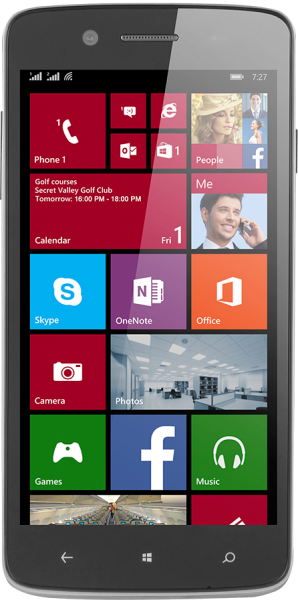 7:27
1
Phone 1
1
People
Golf courses
Secret Valley Golf Club
Tomorrow: 16:00 PM - 18:00 PM
Calendar
Fri 1
Me
Skype
OneNote
Office
Camera
Photos
Games
Music